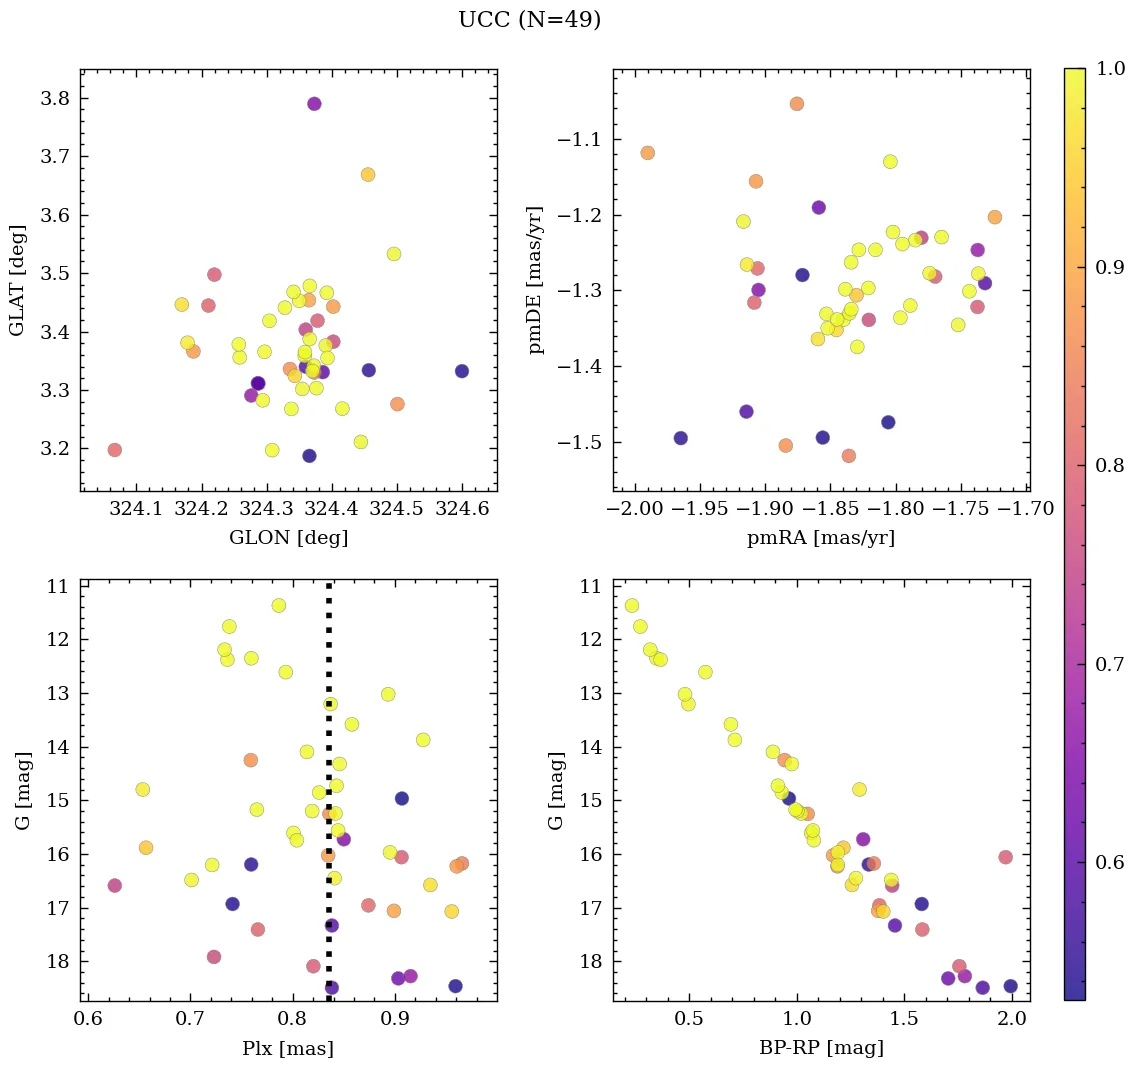 UCC (N=49)
3.8
3.7
3.6
3.5
3.4
3.3
3.2
GLAT [deg]
324.1 324.2 324.3 324.4 324.5 324.6
GLON [deg]
−1.1
−1.2
−1.3
−1.4
−1.5
pmDE [mas/yr]
−2.00 −1.95 −1.90 −1.85 −1.80 −1.75 −1.70
pmRA [mas/yr]
11
12
13
14
15
16
17
18
G [mag]
0.6 0.7 0.8 0.9
Plx [mas]
11
12
13
14
15
16
17
18
G [mag]
0.5 1.0 1.5 2.0
BP-RP [mag]
1.0
0.9
0.8
0.7
0.6